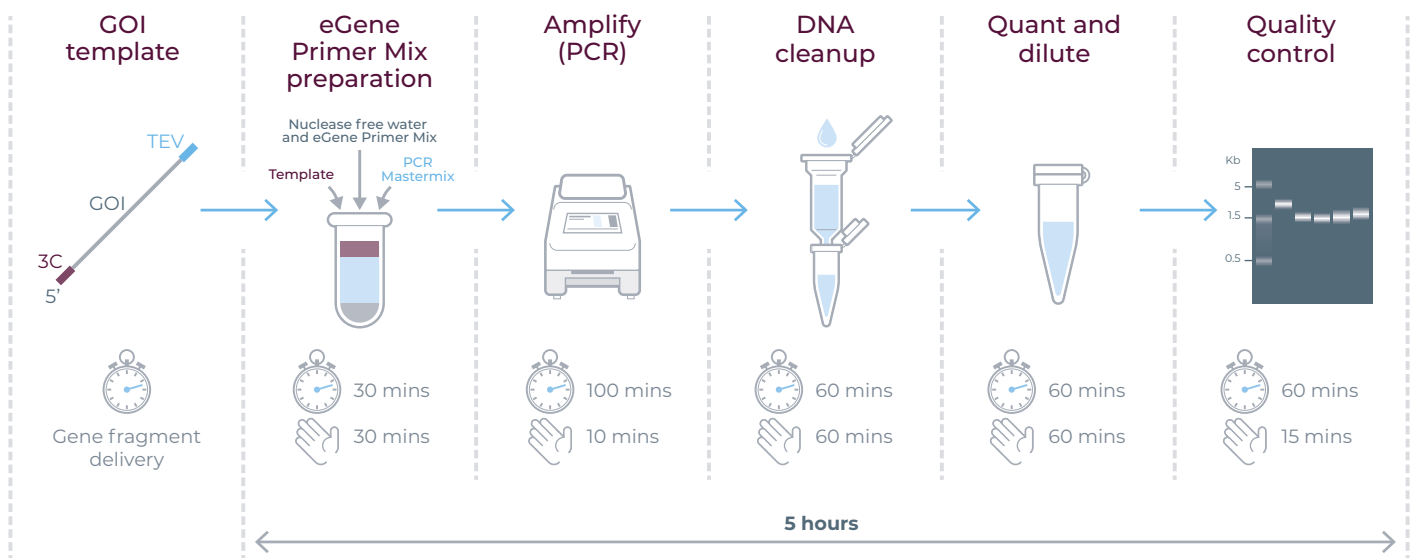 GOI
template
eGene
Primer Mix
preparation
Amplify
(PCR)
DNA
cleanup
Quant and
dilute
Quality
control
TEV
GOI
3C
5’
Nuclease free water
and eGene Primer Mix
Template
PCR
Mastermix
Kb
5
1.5
0.5
Gene fragment
delivery
30 mins
30 mins
100 mins
10 mins
60 mins
60 mins
60 mins
60 mins
60 mins
15 mins
5 hours